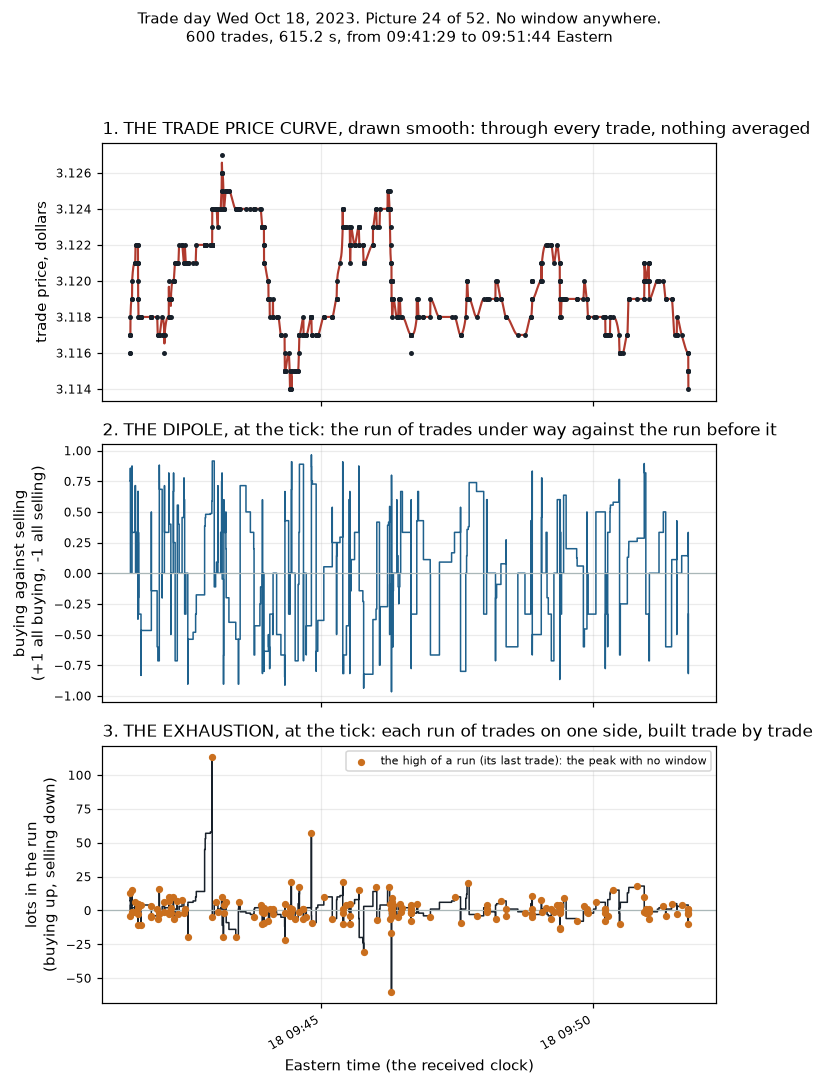 Trade day Wed Oct 18, 2023. Picture 24 of 52. No window anywhere.
600 trades, 615.2 s, from 09:41:29 to 09:51:44 Eastern
1. THE TRADE PRICE CURVE, drawn smooth: through every trade, nothing averaged
trade price, dollars
3.126
3.124
3.122
3.120
3.118
3.116
3.114
2. THE DIPOLE, at the tick: the run of trades under way against the run before it
buying against selling
(+1 all buying, -1 all selling)
1.00
0.75
0.50
0.25
0.00
−0.25
−0.50
−0.75
−1.00
3. THE EXHAUSTION, at the tick: each run of trades on one side, built trade by trade
the high of a run (its last trade): the peak with no window
lots in the run
(buying up, selling down)
100
75
50
25
0
−25
−50
18 09:45
18 09:50
Eastern time (the received clock)